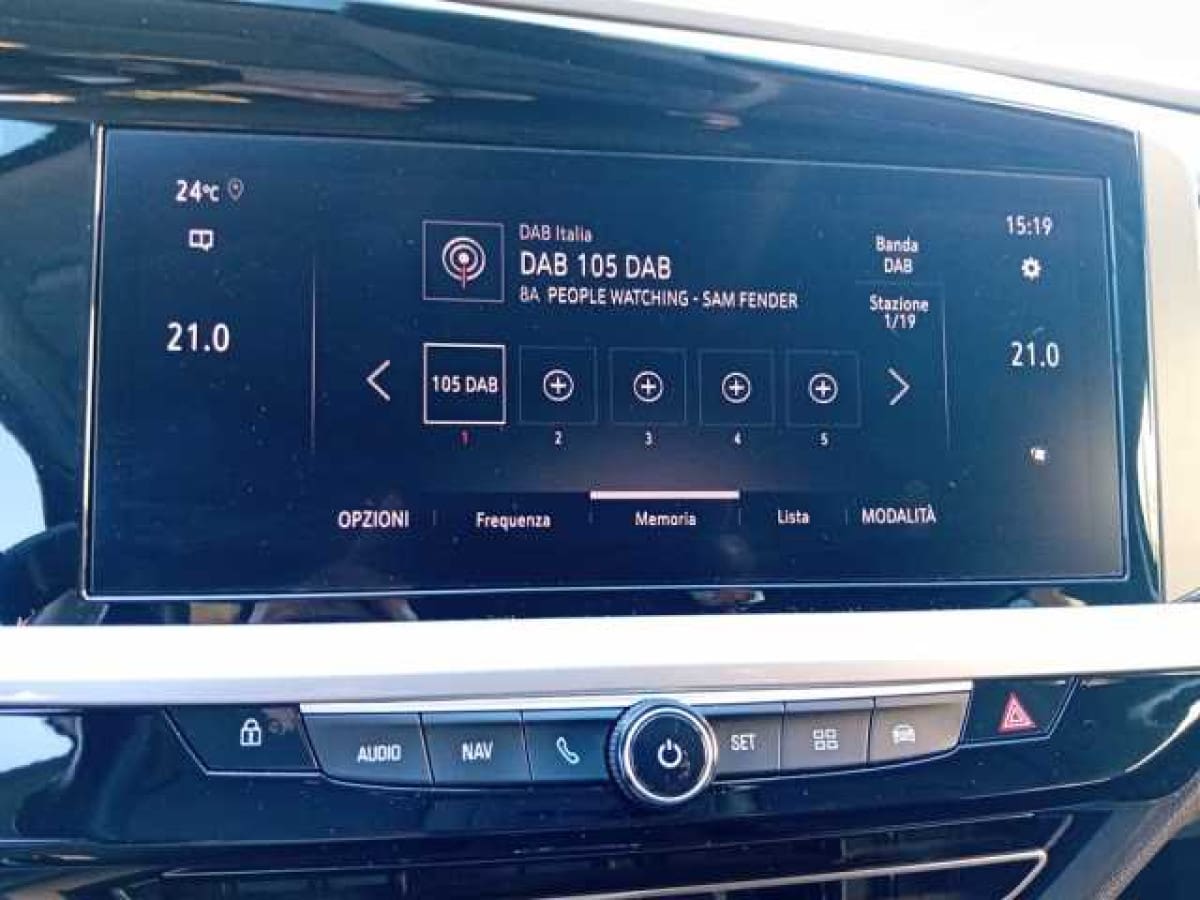 24°C
15:19
DAB Italia
DAB 105 DAB
8A PEOPLE WATCHING - SAM FENDER
Banda
DAB
Stazione
1/19
21.0
21.0
105 DAB
1
2
3
4
5
OPZIONI
Frequenza
Memoria
Lista
MODALITÀ
AUDIO
NAV
SET